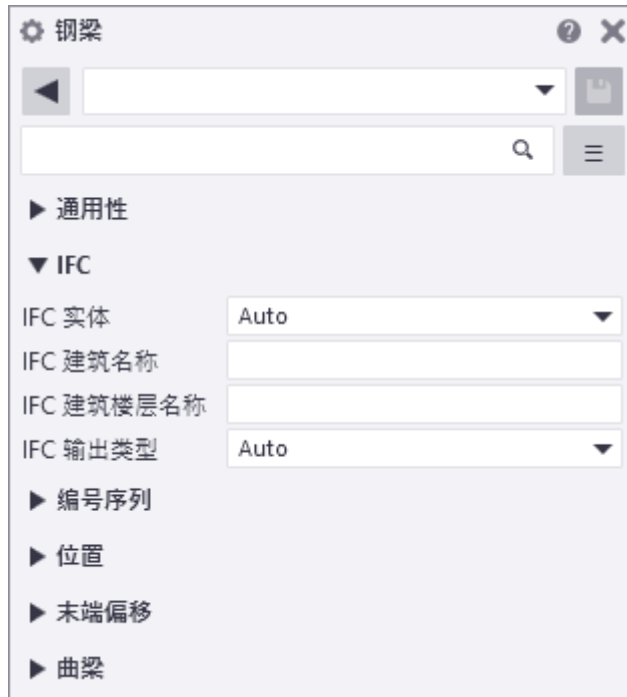 钢梁
通用性
IFC
IFC 实体 Auto
IFC 建筑名称
IFC 建筑楼层名称
IFC 输出类型 Auto
编号序列
位置
末端偏移
曲梁